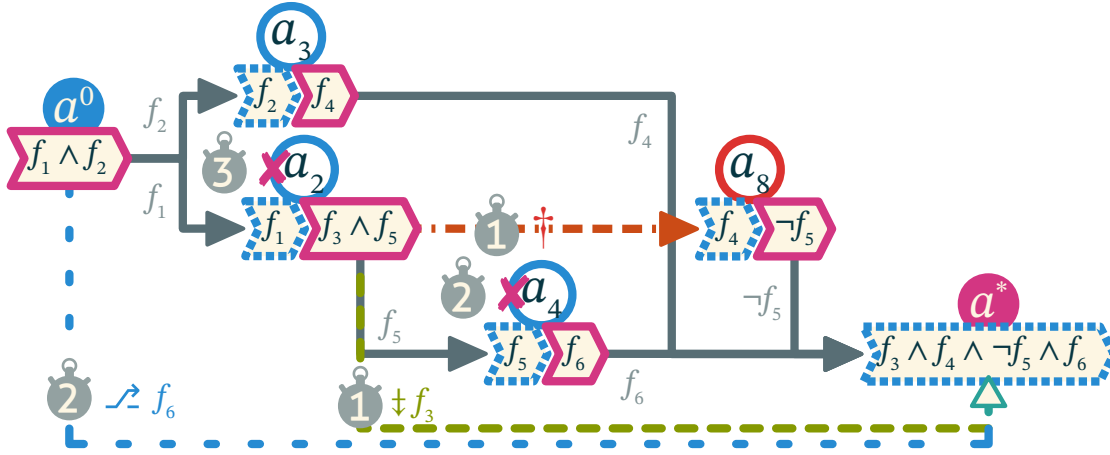 a₃
f₂ f₄
a⁰
f₂
f₄
f₁ ∧ f₂
3
a₂
a₈
f₁
f₁ f₃ ∧ f₅
1 †
f₄ ¬f₅
2
a₄
¬f₅
a*
f₅
f₅ f₆
f₃ ∧ f₄ ∧ ¬f₅ ∧ f₆
f₆
2 ⎇ f₆
1 ‡ f₃